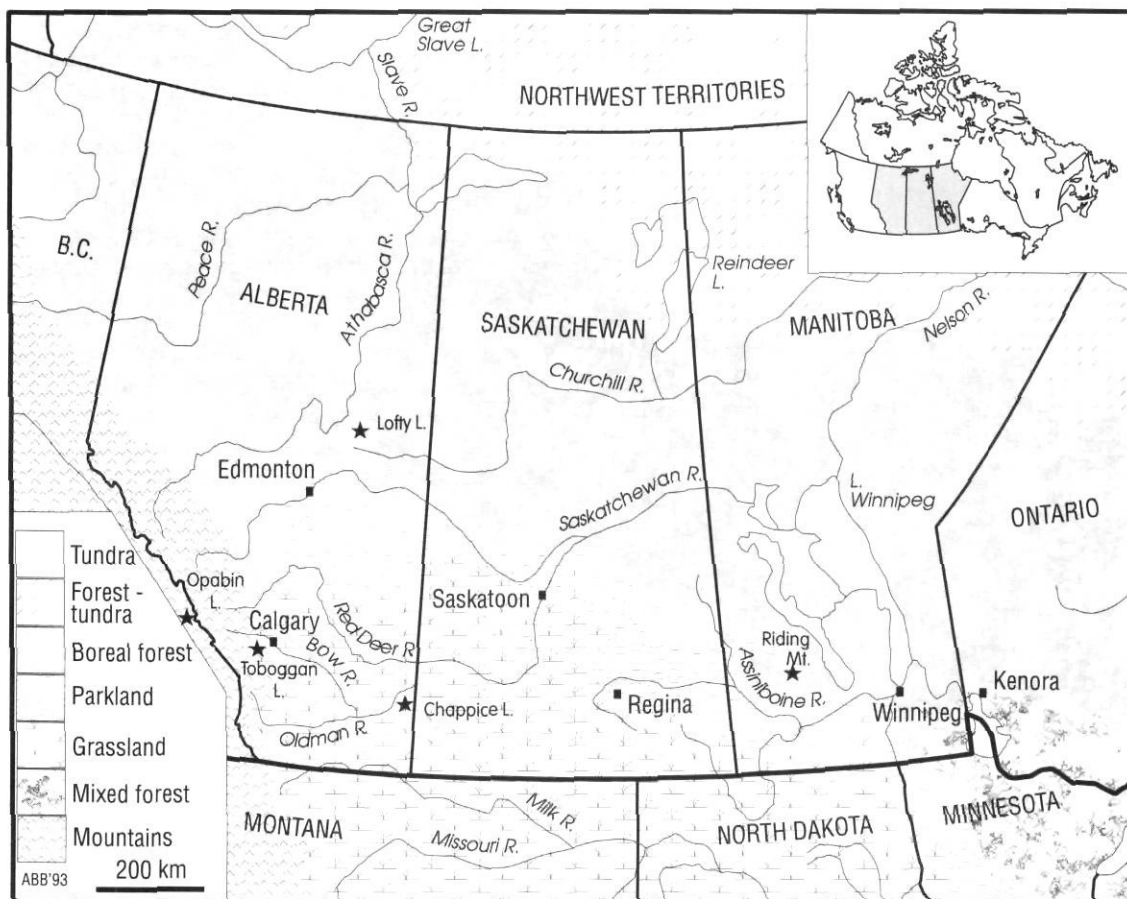 Great
Slave L.
Slave R.
NORTHWEST TERRITORIES
B.C.
Peace R.
ALBERTA
Athabasca R.
SASKATCHEWAN
Reindeer
L.
MANITOBA
Nelson R.
Churchill R.
Lofty L.
Edmonton
Saskatchewan R.
L.
Winnipeg
ONTARIO
Tundra
Forest -
tundra
Boreal forest
Parkland
Grassland
Mixed forest
Mountains
200 km
ABB'93
Opabin
L.
Calgary
Toboggan
L.
Bow R.
Red Deer R.
Saskatoon
Riding
Mt.
Assiniboine R.
Chappice L.
Oldman R.
Regina
Winnipeg
Kenora
MONTANA
Milk R.
Missouri R.
NORTH DAKOTA
MINNESOTA